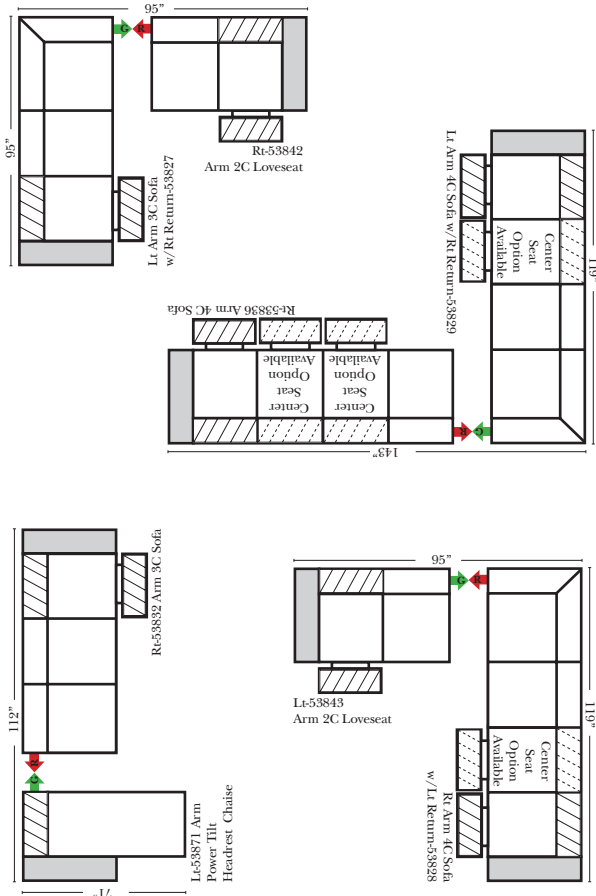 95”
G R
95”
Rt-53842
Arm 2C Loveseat
Lt Arm 3C Sofa
w/Rt Return-53827
Lt Arm 4C Sofa
w/Rt Return-53829
Center
Seat
Option
Available
119”
Rt-53836 Arm 4C Sofa
Center
Seat
Option
Available
Center
Seat
Option
Available
R G
143”
112”
Rt-53832 Arm 3C Sofa
R
G
Lt-53871 Arm
Power Tilt
Headrest Chaise
71”
95”
G R
Lt-53843
Arm 2C Loveseat
119”
Center
Seat
Option
Available
Rt Arm 4C Sofa
w/Lt Return-53828